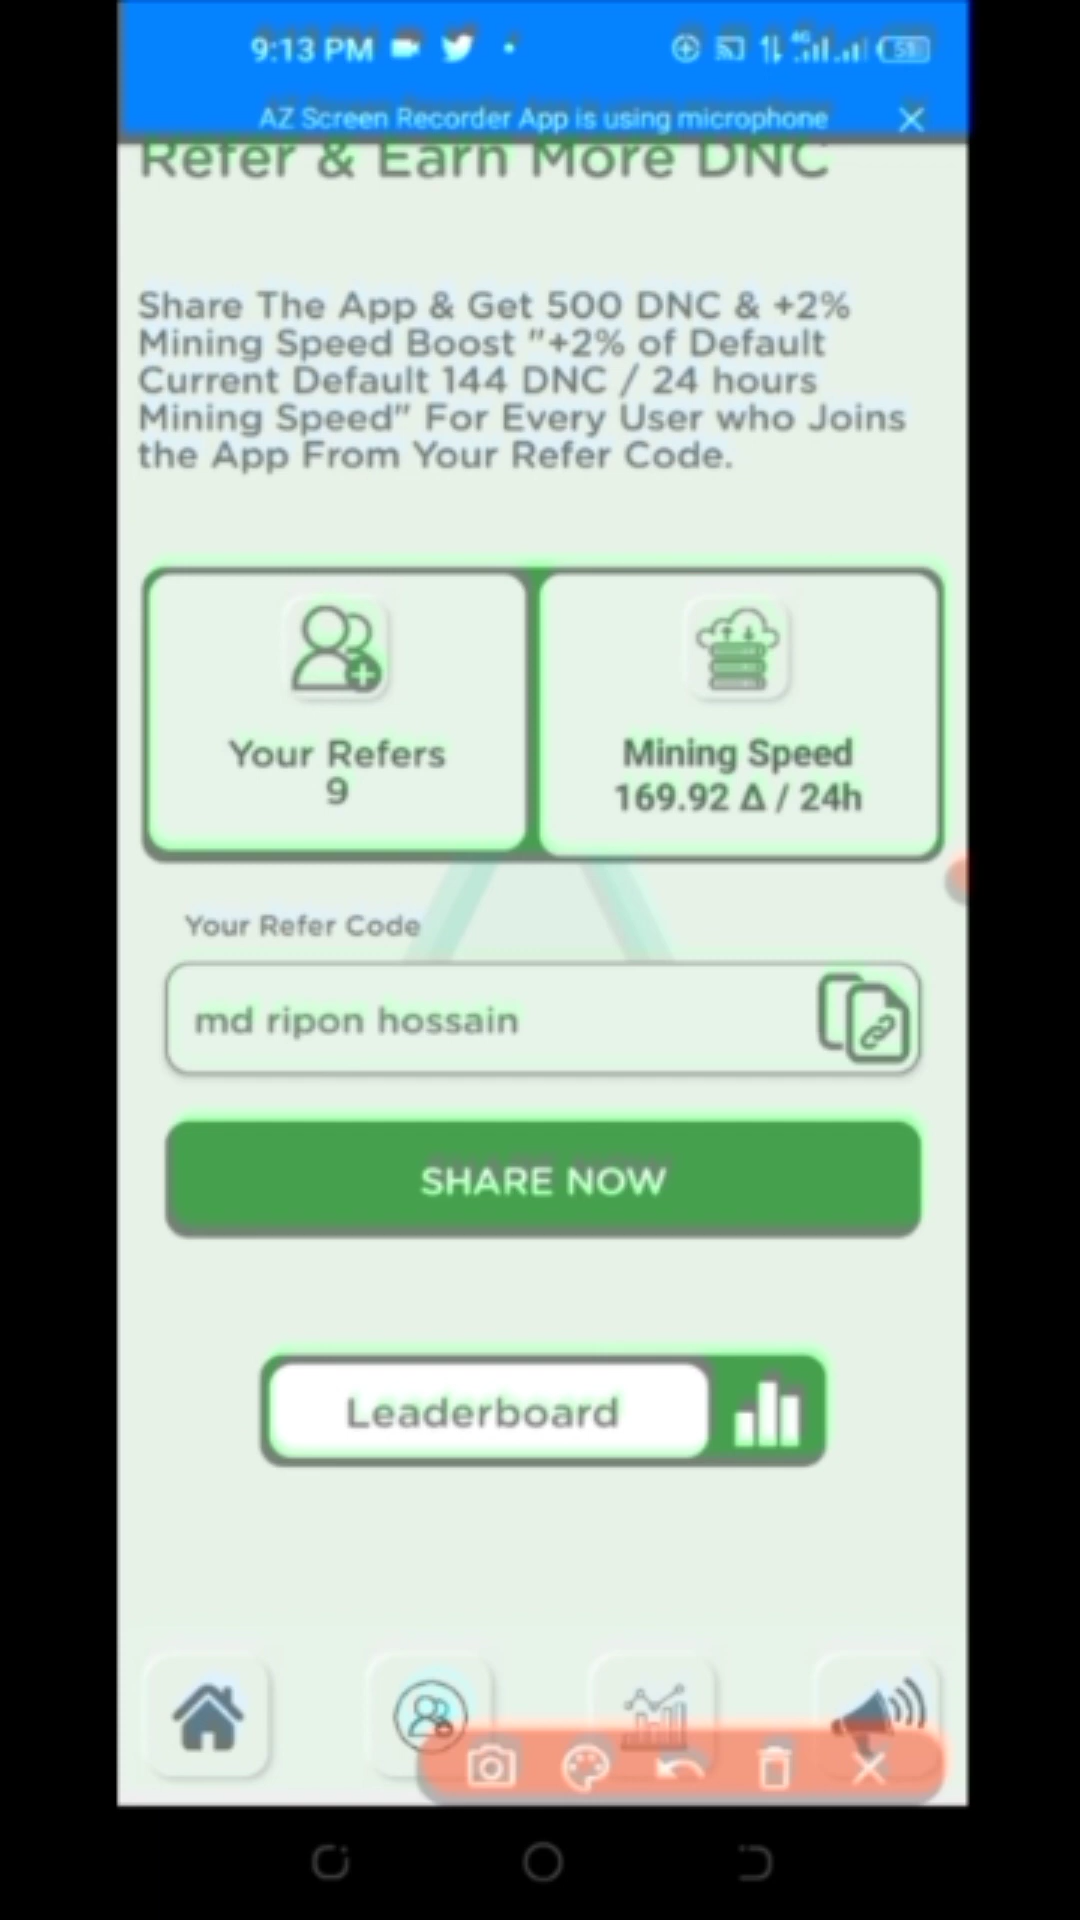 9:13 PM
4G
AZ Screen Recorder App is using microphone
Refer & Earn More DNC
Share The App & Get 500 DNC & +2%
Mining Speed Boost "+2% of Default
Current Default 144 DNC / 24 hours
Mining Speed" For Every User who Joins
the App From Your Refer Code.
Your Refers
9
Mining Speed
169.92 Δ / 24h
Your Refer Code
md ripon hossain
SHARE NOW
Leaderboard